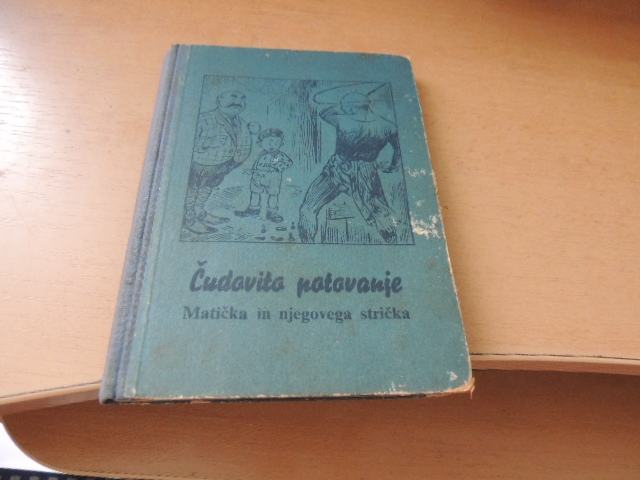 Čudovito potovanje
Matička in njegovega strička